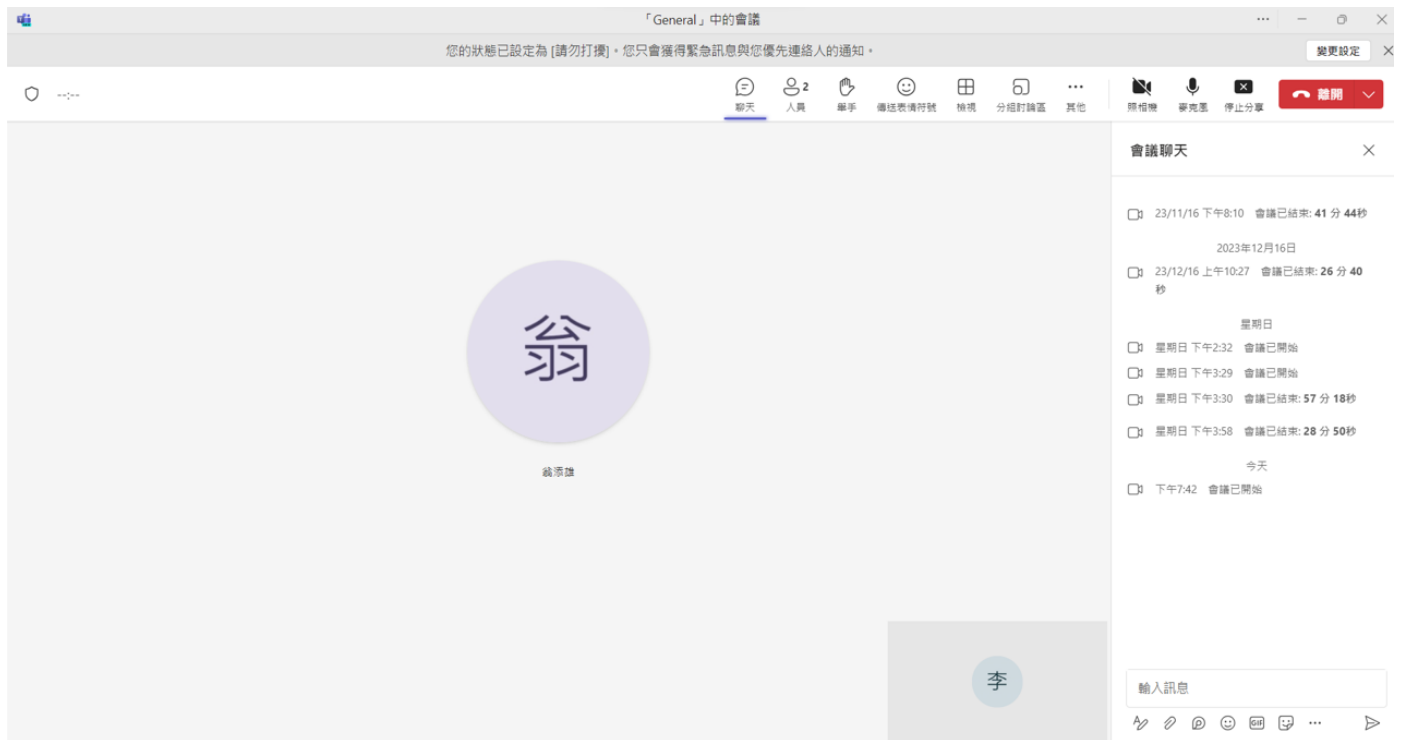 「General」中的會議
您的狀態已設定為 [請勿打擾]。您只會獲得緊急訊息與您優先連絡人的通知。
變更設定
--:--
聊天
人員
2
舉手
傳送表情符號
檢視
分組討論區
其他
照相機
麥克風
停止分享
離開
會議聊天
23/11/16 下午8:10 會議已結束: 41 分 44秒
2023年12月16日
23/12/16 上午10:27 會議已結束: 26 分 40
秒
星期日
星期日 下午2:32 會議已開始
星期日 下午3:29 會議已開始
星期日 下午3:30 會議已結束: 57 分 18秒
星期日 下午3:58 會議已結束: 28 分 50秒
今天
下午7:42 會議已開始
翁
翁添雄
李
輸入訊息
GIF